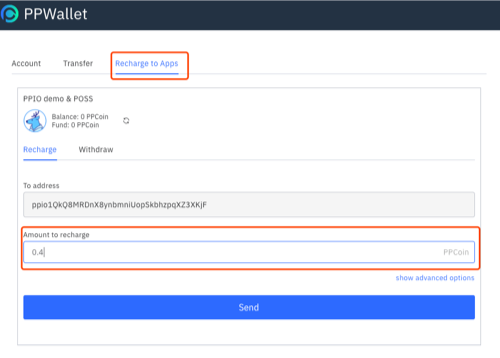 PPWallet
Account Transfer Recharge to Apps
PPIO demo & POSS
Balance: 0 PPCoin
Fund: 0 PPCoin
Recharge Withdraw
To address
ppio1QkQ8MRDnX8ynbmniUopSkbhzpqXZ3XKjF
Amount to recharge
0.4 PPCoin
show advanced options
Send